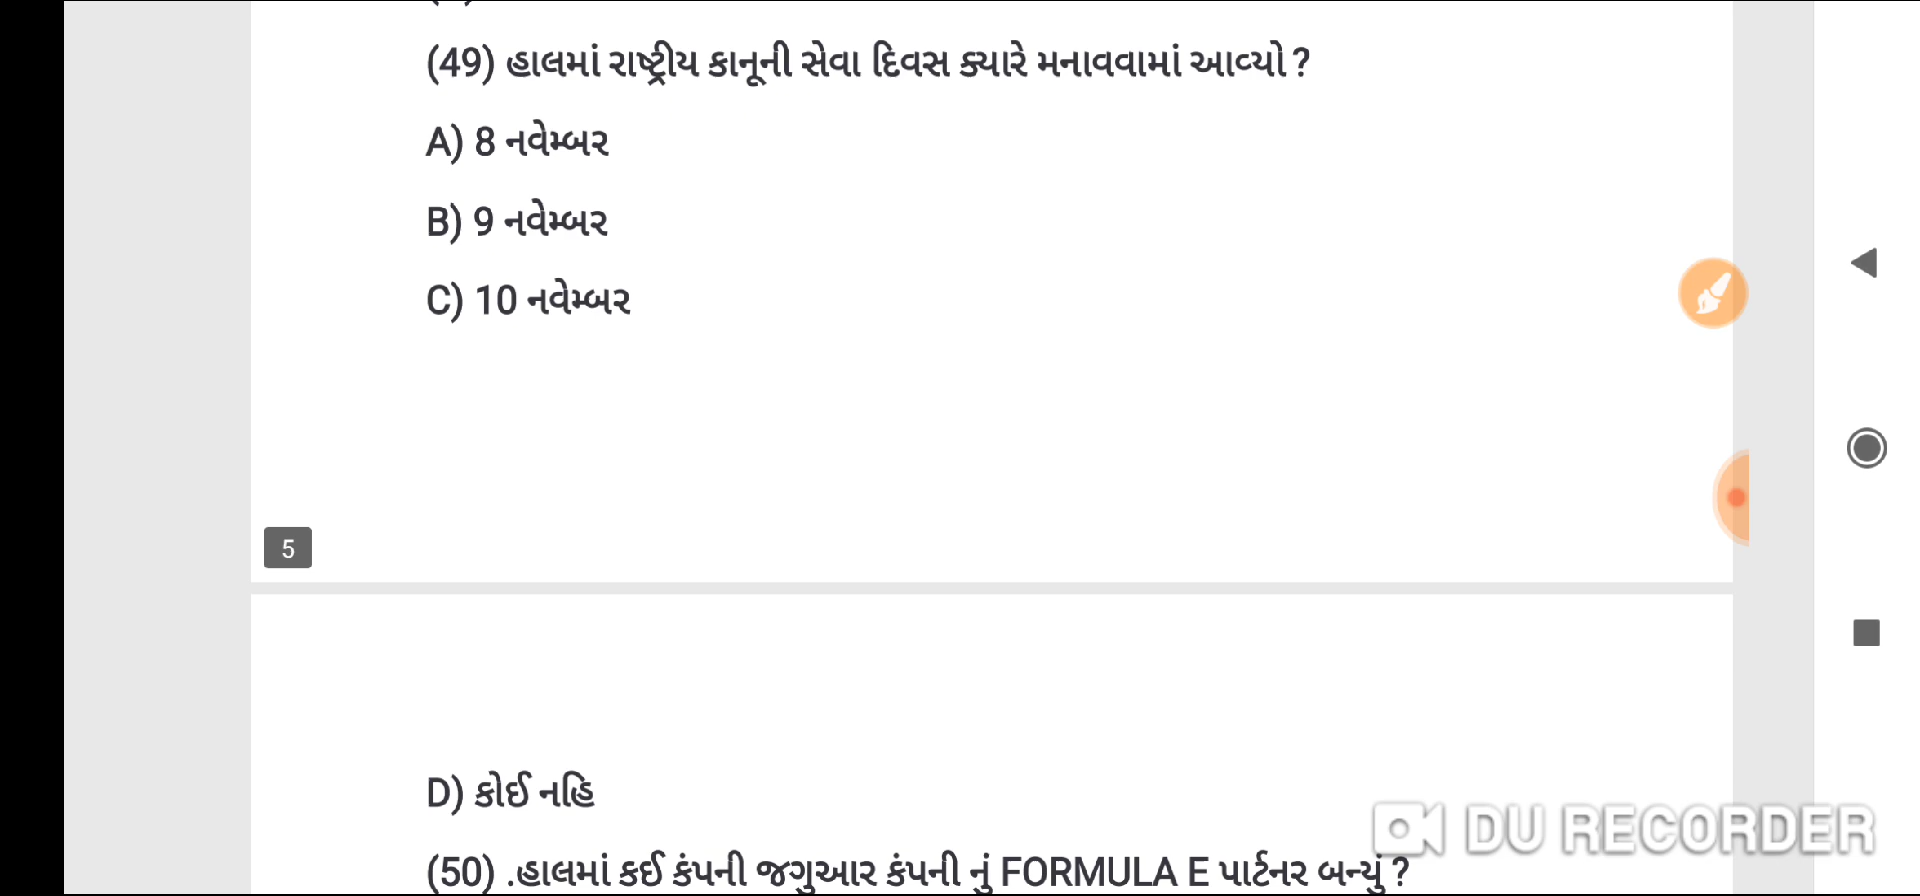 (49) હાલમાં રાષ્ટ્રીય કાનૂની સેવા દિવસ ક્યારે મનાવવામાં આવ્યો ?
A) 8 નવેમ્બર
B) 9 નવેમ્બર
C) 10 નવેમ્બર
5
D) કોઈ નહિ
DU RECORDER
(50) .હાલમાં કઈ કંપની જગુઆર કંપની નું FORMULA E પાર્ટનર બન્યું ?